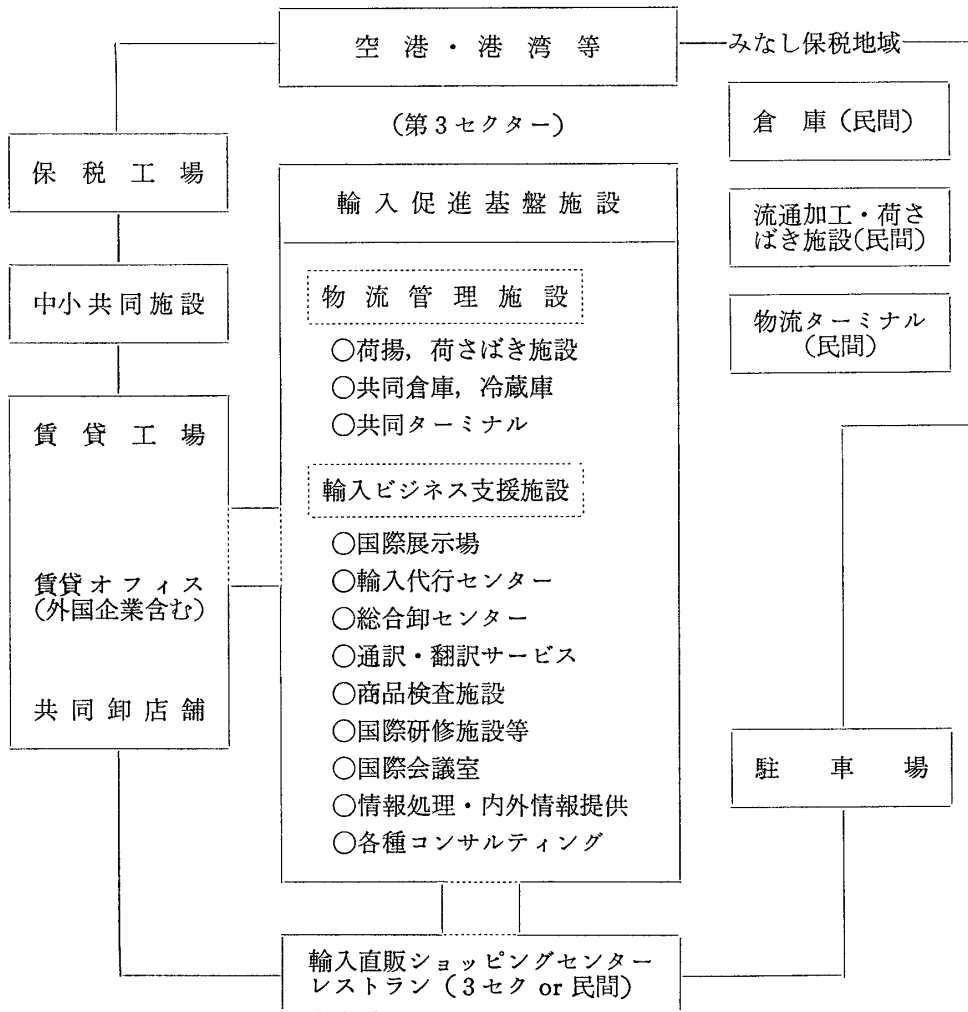 空港・港湾等
みなし保税地域
(第3セクター)
倉庫(民間)
保税工場
輸入促進基盤施設
流通加工・荷さ
ばき施設(民間)
中小共同施設
物流管理施設
物流ターミナル
(民間)
○荷揚，荷さばき施設
○共同倉庫，冷蔵庫
○共同ターミナル
賃貸工場
輸入ビジネス支援施設
○国際展示場
○輸入代行センター
○総合卸センター
○通訳・翻訳サービス
○商品検査施設
○国際研修施設等
○国際会議室
○情報処理・内外情報提供
○各種コンサルティング
賃貸オフィス
(外国企業含む)
共同卸店舗
駐車場
輸入直販ショッピングセンター
レストラン(3セク or 民間)